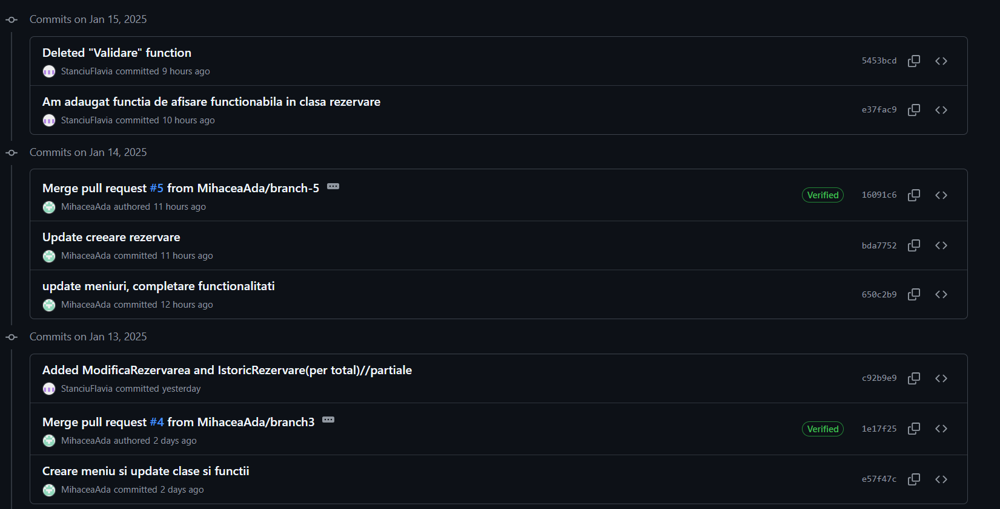 Commits on Jan 15, 2025
Deleted "Validare" function
StanciuFlavia committed 9 hours ago
5453bcd
Am adaugat functia de afisare functionabila in clasa rezervare
StanciuFlavia committed 10 hours ago
e37fac9
Commits on Jan 14, 2025
Merge pull request #5 from MihaceaAda/branch-5
MihaceaAda authored 11 hours ago
Verified 16091c6
Update creeare rezervare
MihaceaAda committed 11 hours ago
bda7752
update meniuri, completare functionalitati
MihaceaAda committed 12 hours ago
650c2b9
Commits on Jan 13, 2025
Added ModificaRezervarea and IstoricRezervare(per total)//partiale
StanciuFlavia committed yesterday
c92b9e9
Merge pull request #4 from MihaceaAda/branch3
MihaceaAda authored 2 days ago
Verified 1e17f25
Creare meniu si update clase si functii
MihaceaAda committed 2 days ago
e57f47c